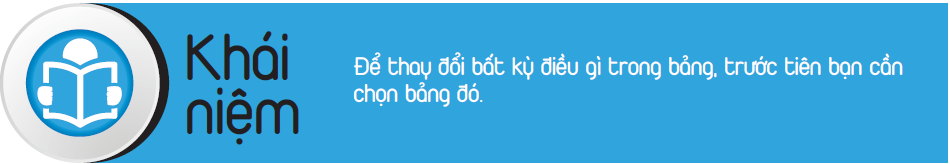 Khái
niệm
Để thay đổi bất kỳ điều gì trong bảng, trước tiên bạn cần
chọn bảng đó.